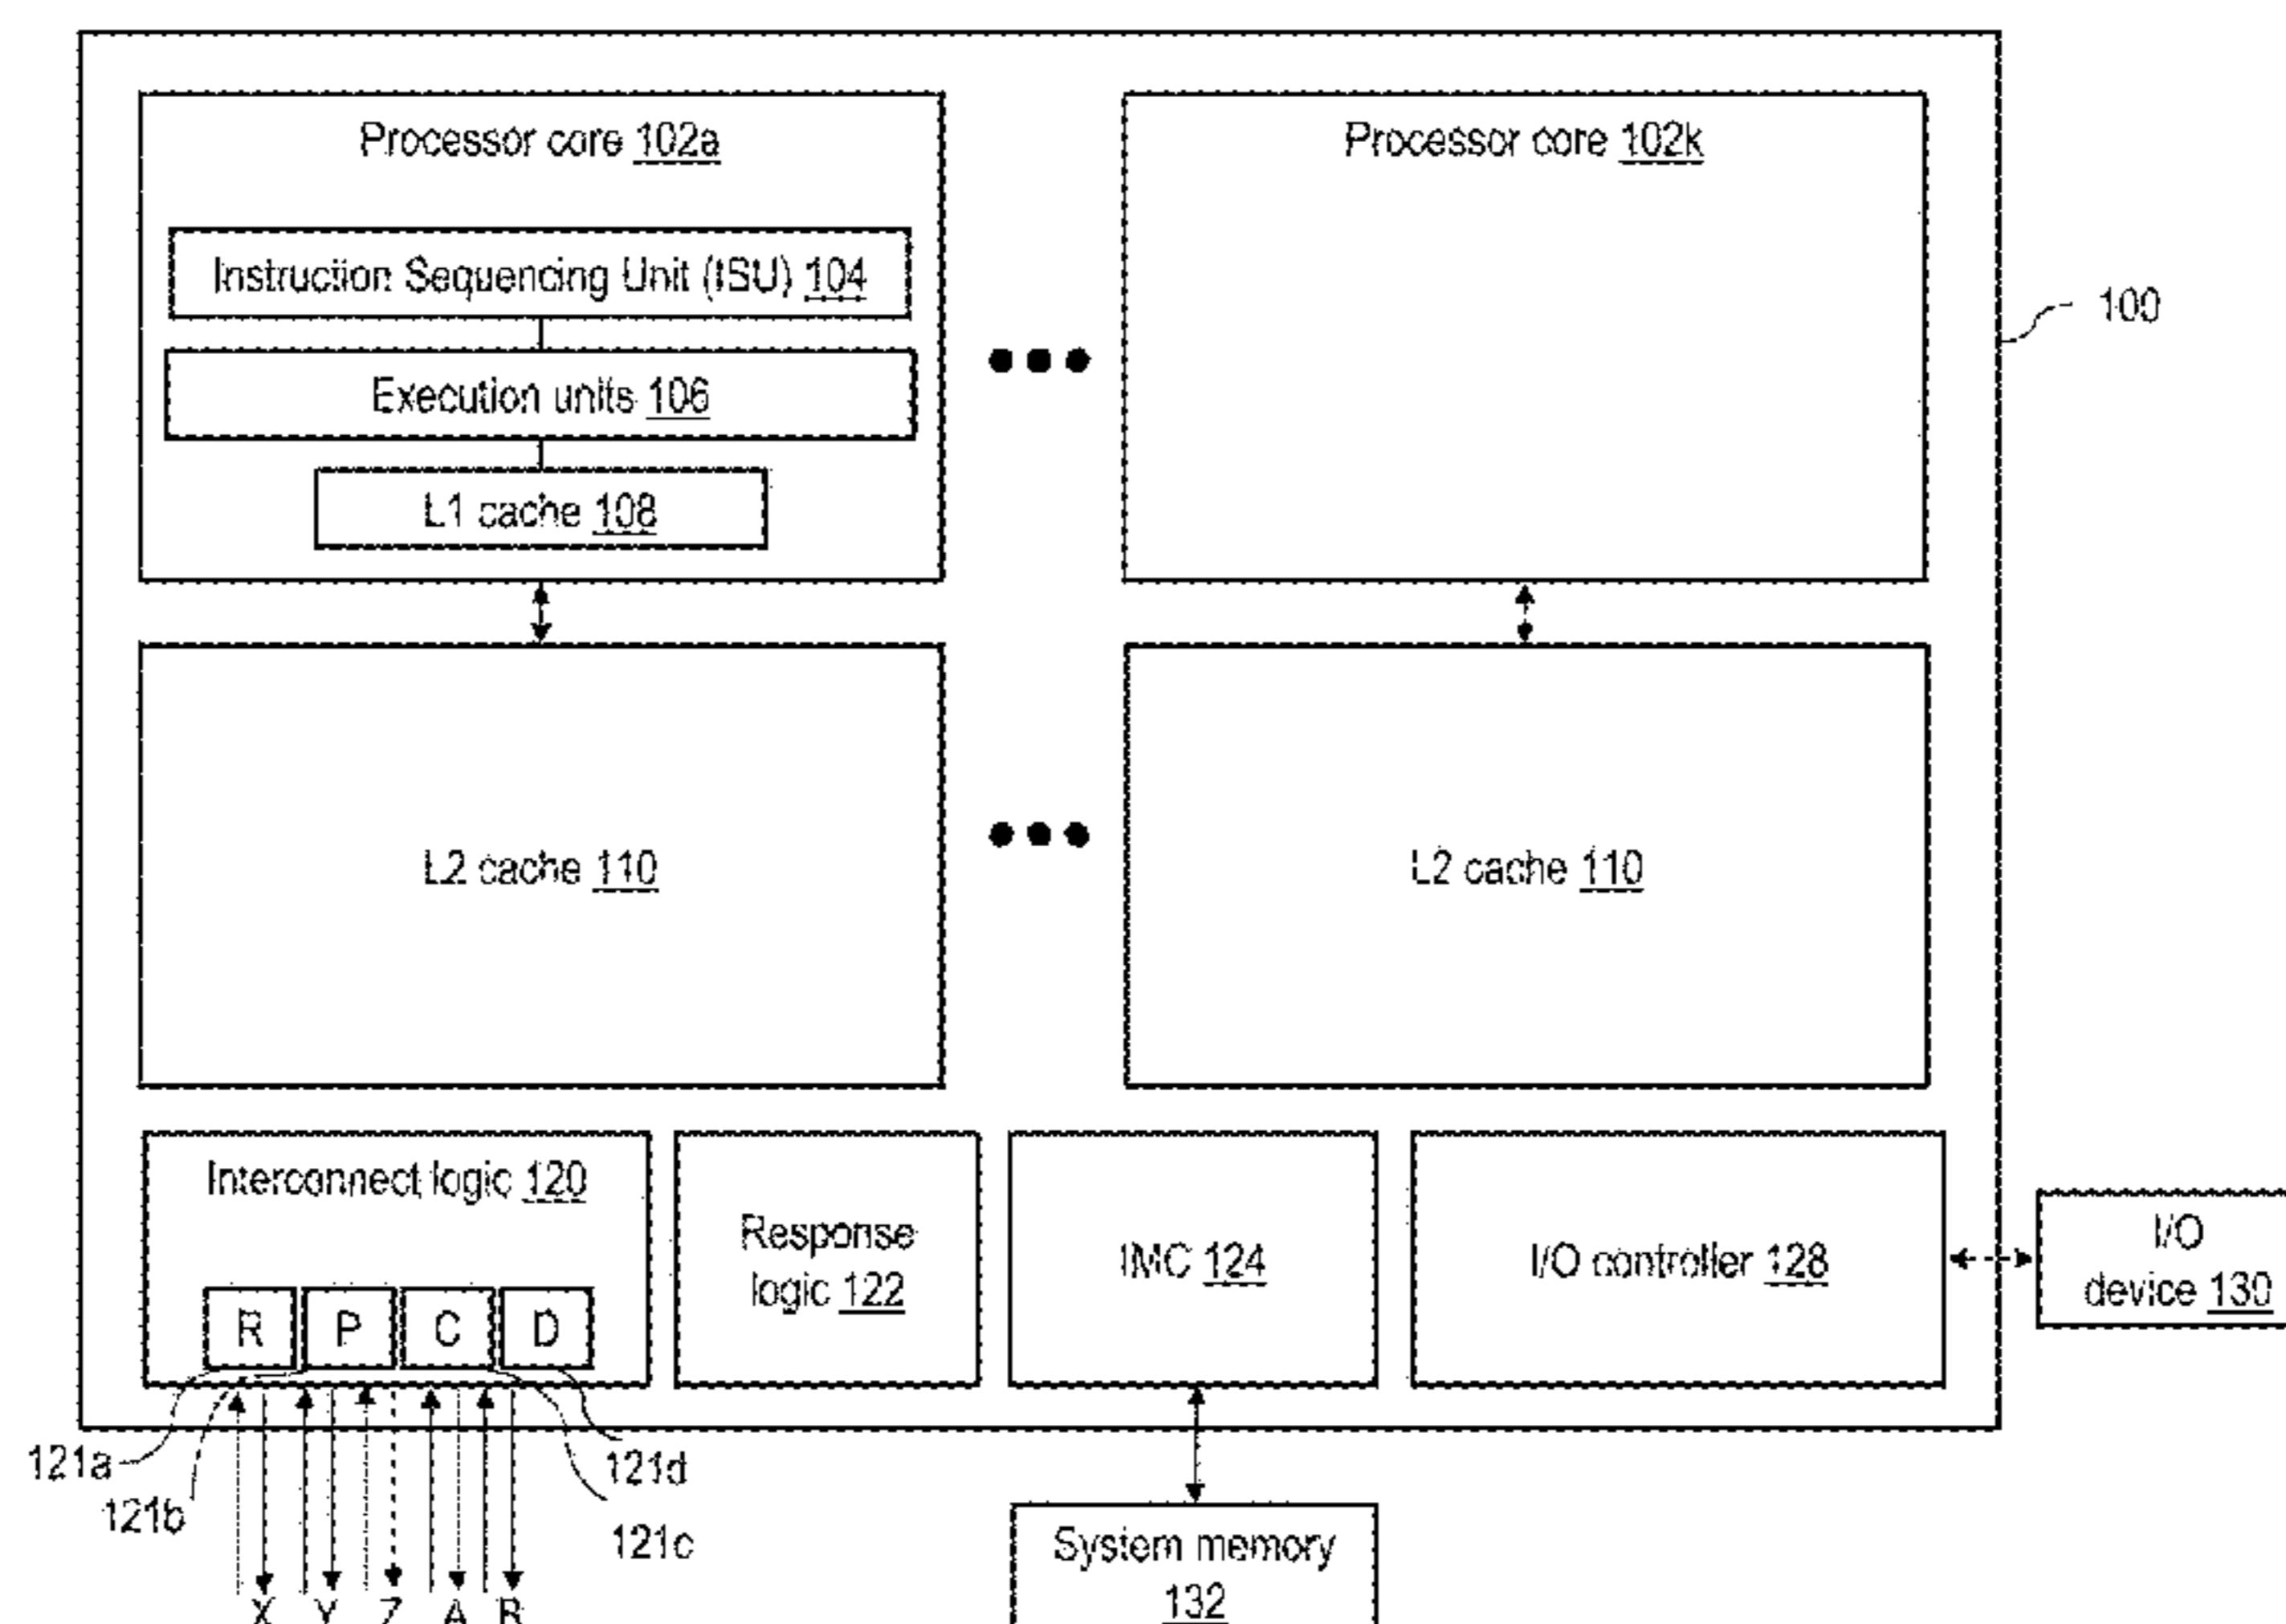 Processor core 102a
Processor core 102k
Instruction Sequencing Unit (ISU) 104
100
Execution units 106
L1 cache 108
L2 cache 110
L2 cache 110
Interconnect logic 120
Response
logic 122
IMC 124
I/O controller 128
I/O
device 130
R P C D
121a
121b
121d
121c
System memory
132
X Y Z A B